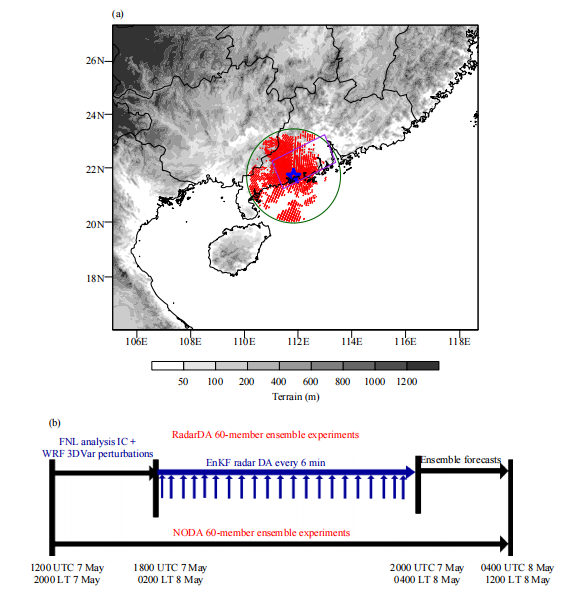 (a)
26N
24N
22N
20N
18N
106E 108E 110E 112E 114E 116E 118E
50 100 200 400 600 800 1000 1200
Terrain (m)
(b)
RadarDA 60-member ensemble experiments
FNL analysis IC +
WRF 3DVar perturbations
EnKF radar DA every 6 min
Ensemble forecasts
NODA 60-member ensemble experiments
1200 UTC 7 May 1800 UTC 7 May 2000 UTC 7 May 0400 UTC 8 May
2000 LT 7 May 0200 LT 8 May 0400 LT 8 May 1200 LT 8 May